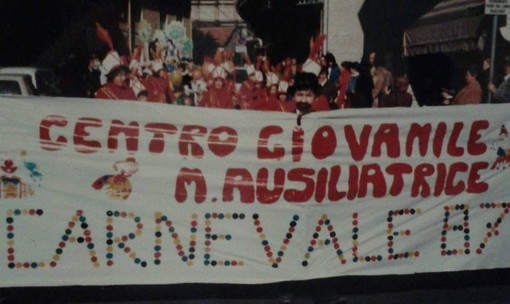 CENTRO GIOVANILE
M. AUSILIATRICE
CARNEVALE 87